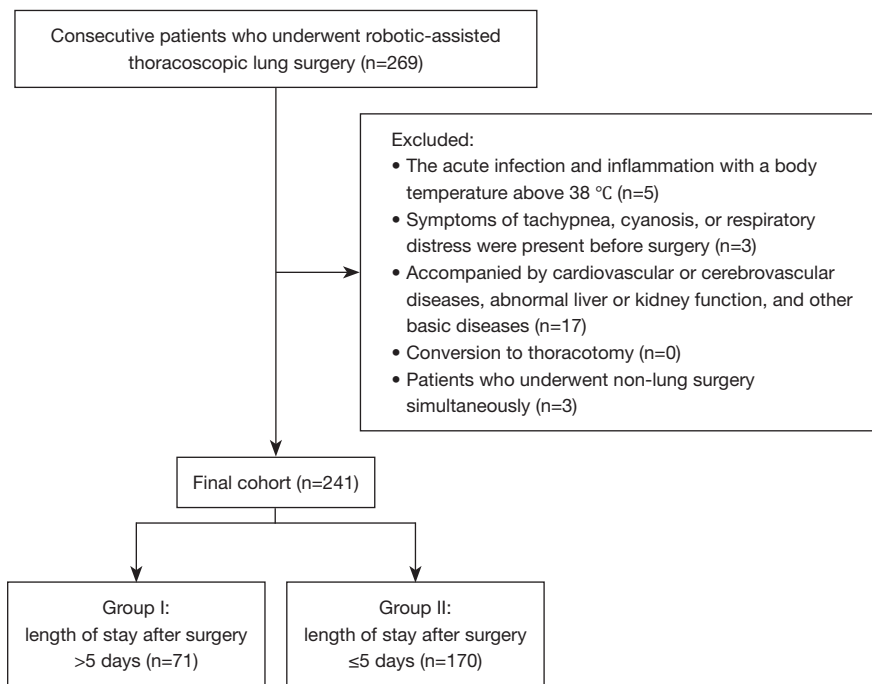 Consecutive patients who underwent robotic-assisted
thoracoscopic lung surgery (n=269)
Excluded:
• The acute infection and inflammation with a body
temperature above 38 ℃ (n=5)
• Symptoms of tachypnea, cyanosis, or respiratory
distress were present before surgery (n=3)
• Accompanied by cardiovascular or cerebrovascular
diseases, abnormal liver or kidney function, and other
basic diseases (n=17)
• Conversion to thoracotomy (n=0)
• Patients who underwent non-lung surgery
simultaneously (n=3)
Final cohort (n=241)
Group I:
length of stay after surgery
>5 days (n=71)
Group II:
length of stay after surgery
≤5 days (n=170)